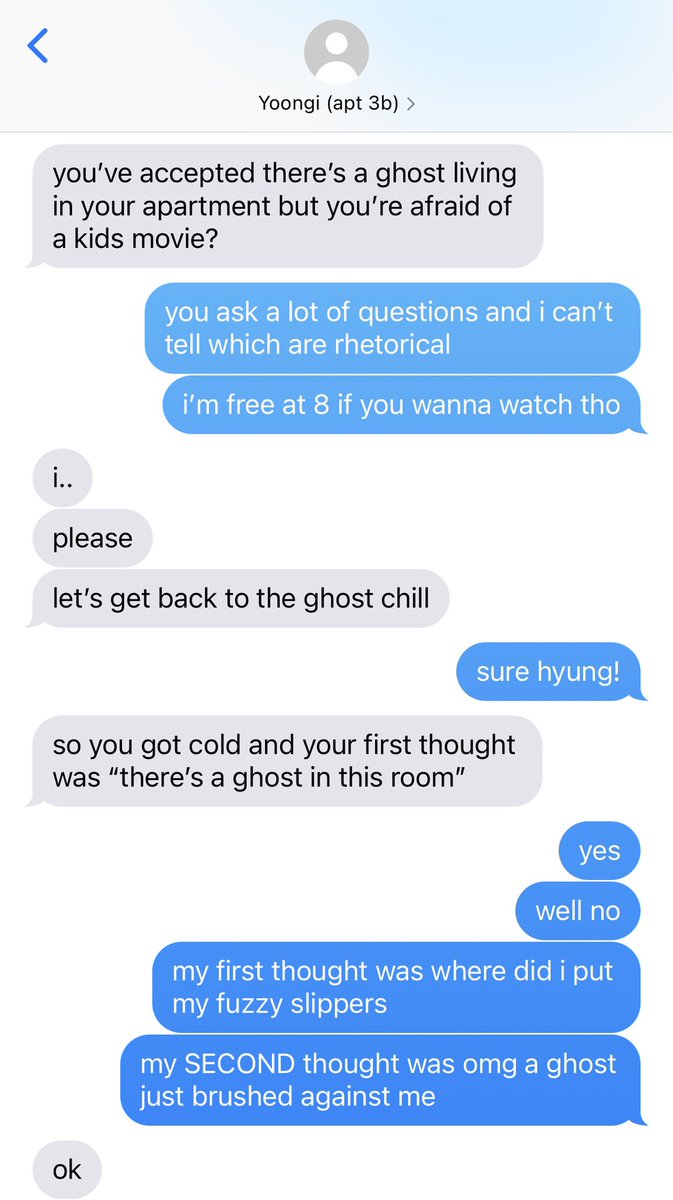 Yoongi (apt 3b) >
you’ve accepted there’s a ghost living
in your apartment but you’re afraid of
a kids movie?
you ask a lot of questions and i can’t
tell which are rhetorical
i’m free at 8 if you wanna watch tho
i..
please
let’s get back to the ghost chill
sure hyung!
so you got cold and your first thought
was “there’s a ghost in this room”
yes
well no
my first thought was where did i put
my fuzzy slippers
my SECOND thought was omg a ghost
just brushed against me
ok